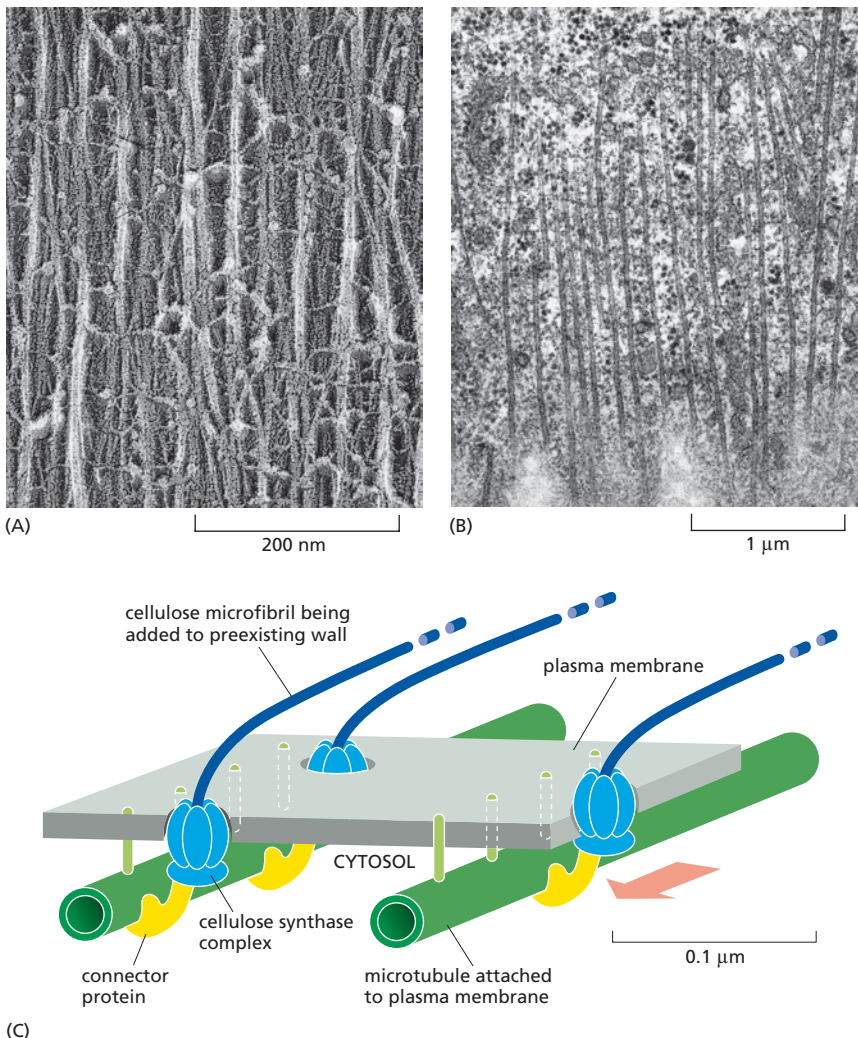 (A)
200 nm
(B)
1 μm
cellulose microfibril being
added to preexisting wall
plasma membrane
CYTOSOL
cellulose synthase
complex
connector
protein
microtubule attached
to plasma membrane
0.1 μm
(C)